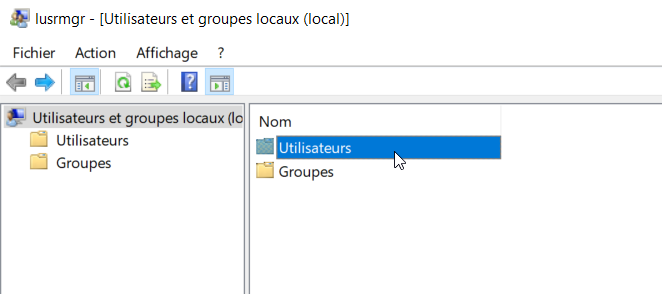 lusrmgr - [Utilisateurs et groupes locaux (local)]
Fichier Action Affichage ?
Utilisateurs et groupes locaux (lo
Utilisateurs
Groupes
Nom
Utilisateurs
Groupes